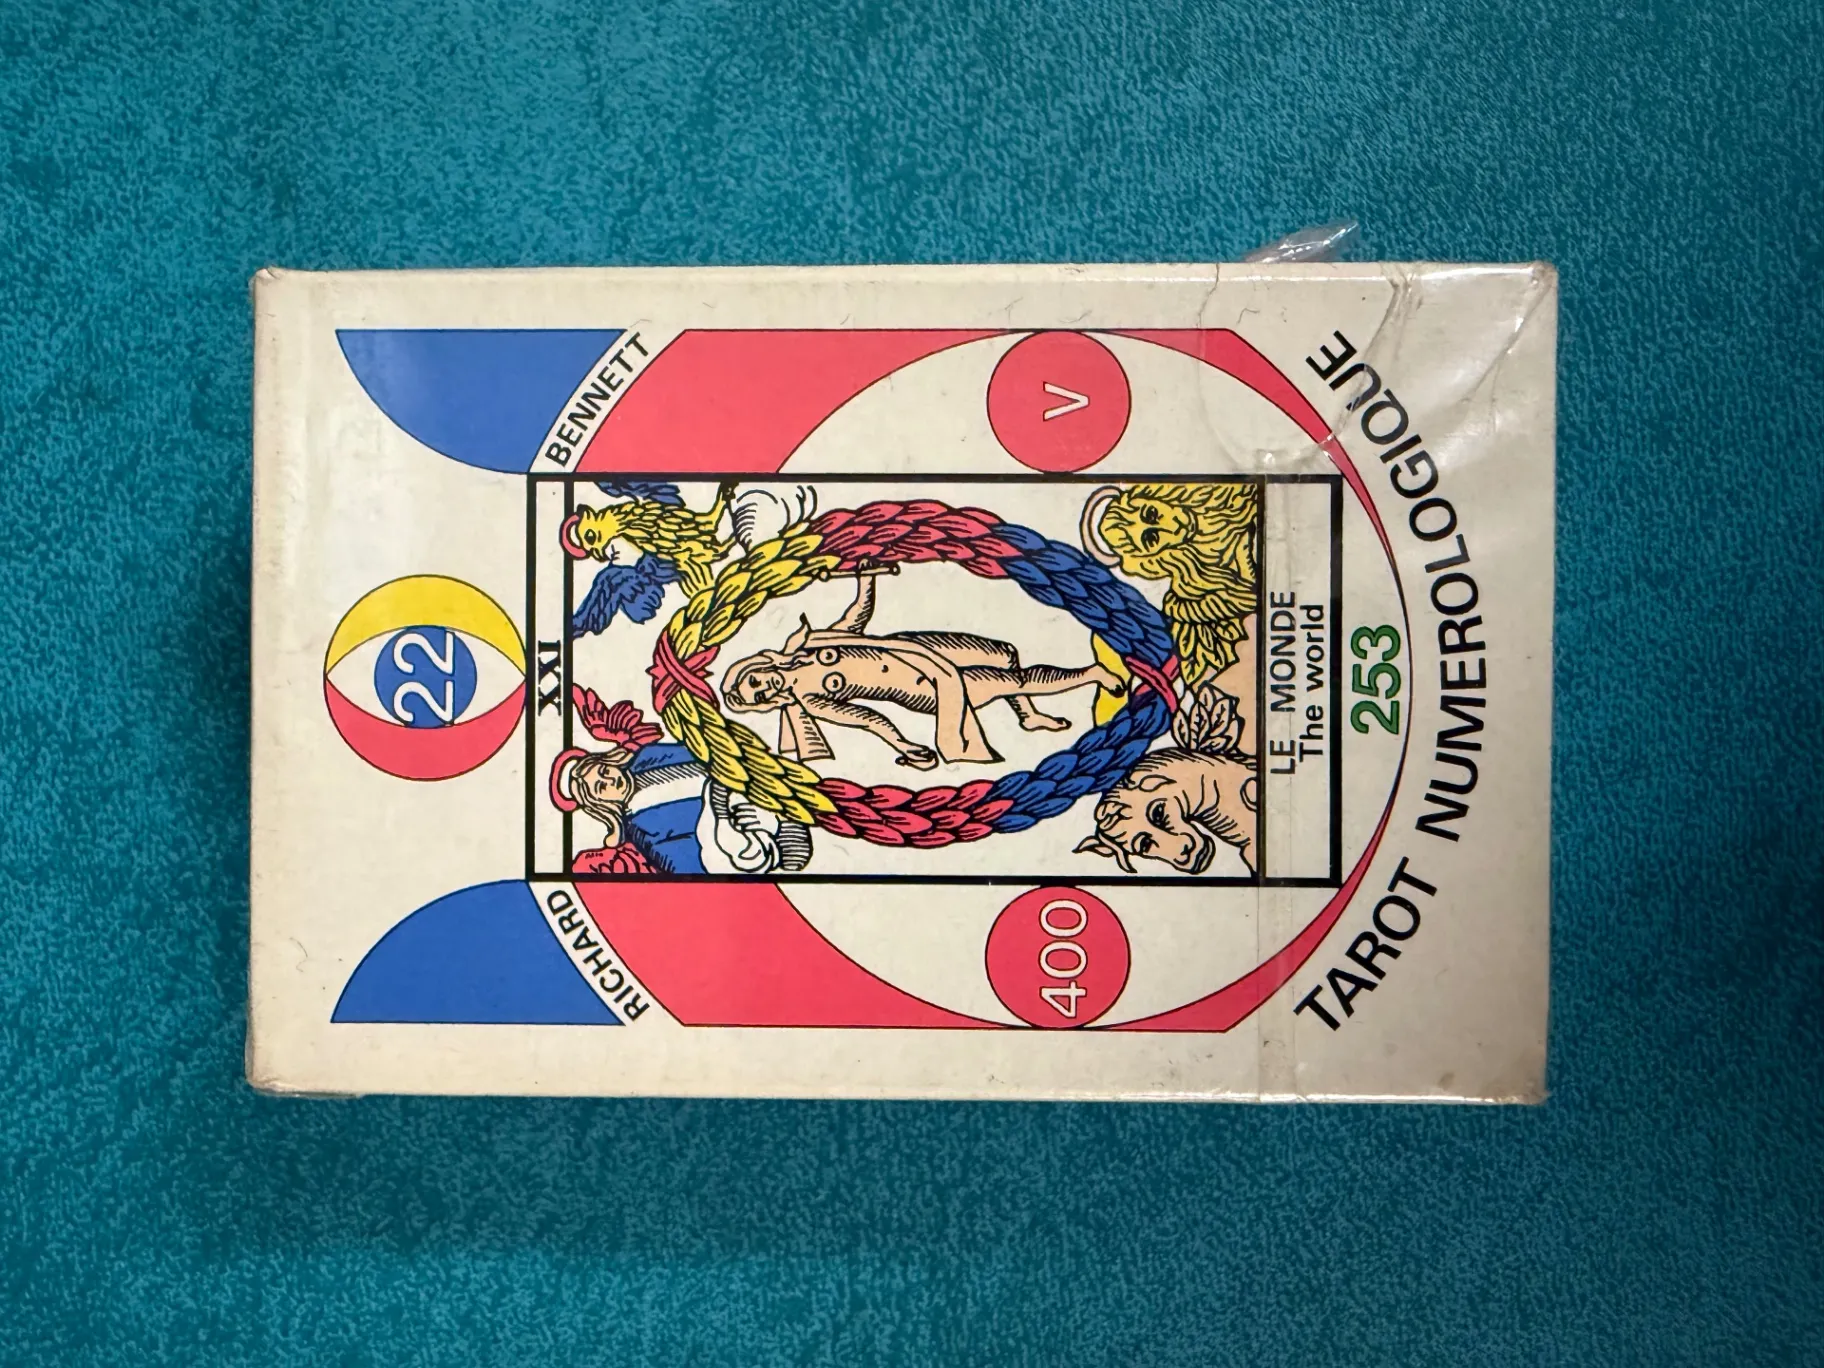 22
RICHARD BENNETT
XXI
400
V
LE MONDE
The world
253
TAROT NUMEROLOGIQUE